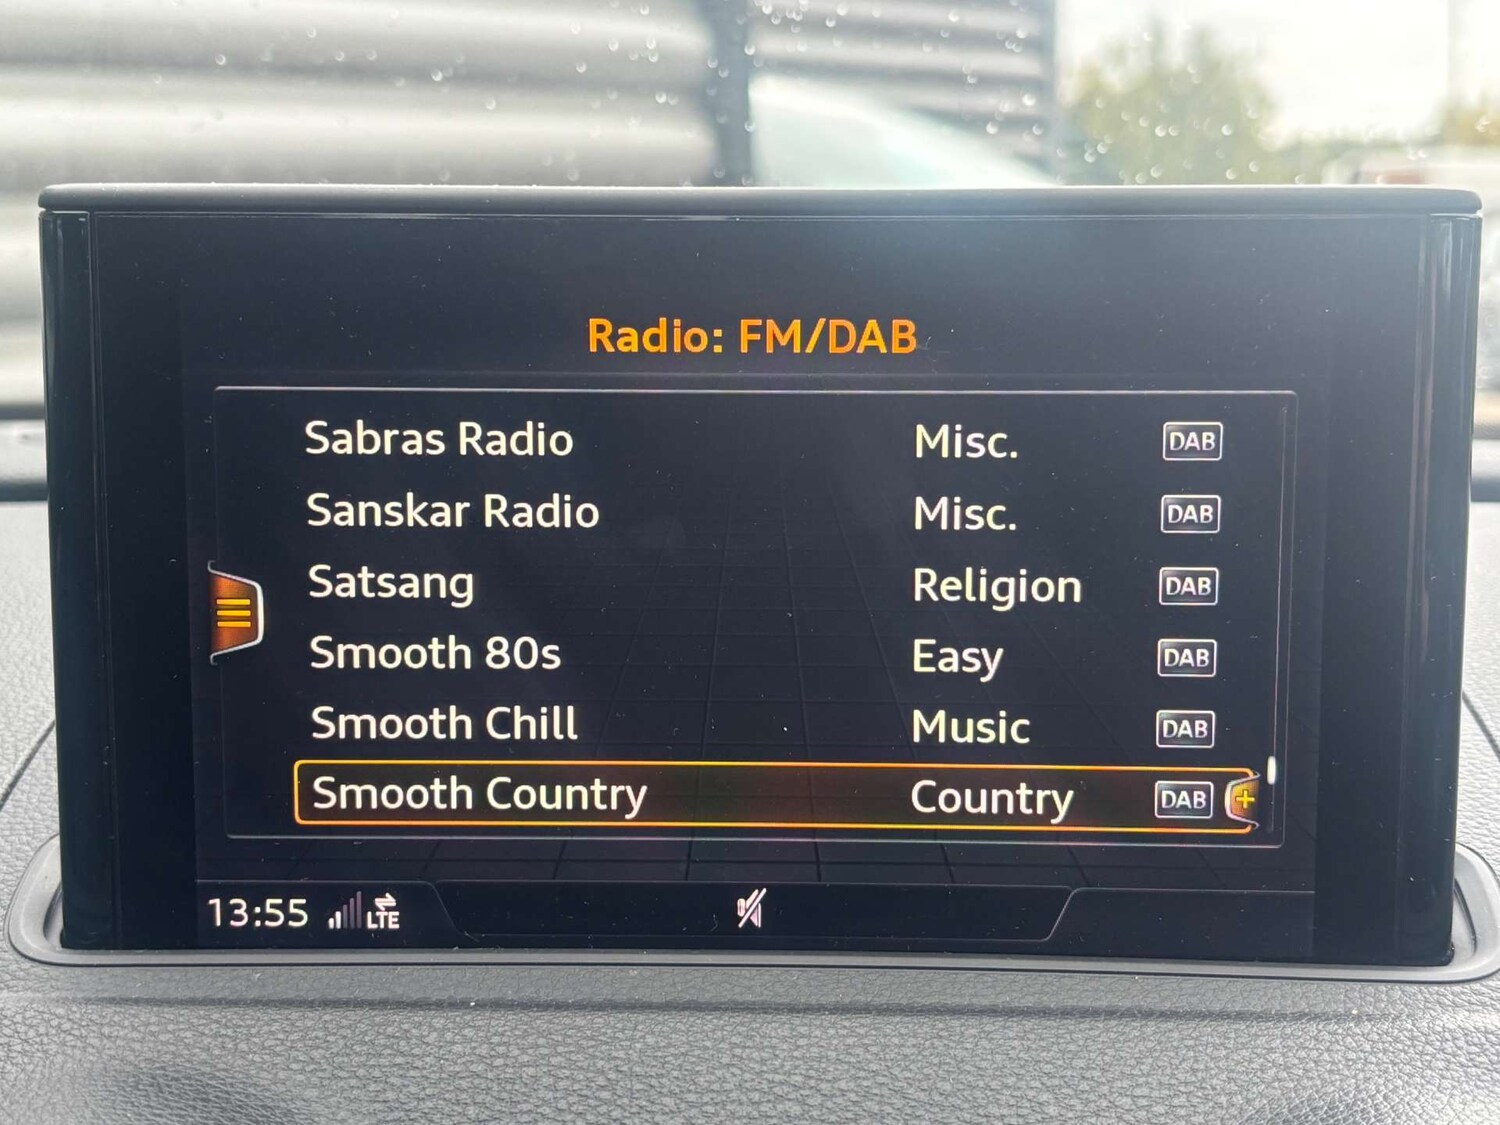 Radio: FM/DAB
Sabras Radio Misc. DAB
Sanskar Radio Misc. DAB
Satsang Religion DAB
Smooth 80s Easy DAB
Smooth Chill Music DAB
Smooth Country Country DAB +
13:55 LTE